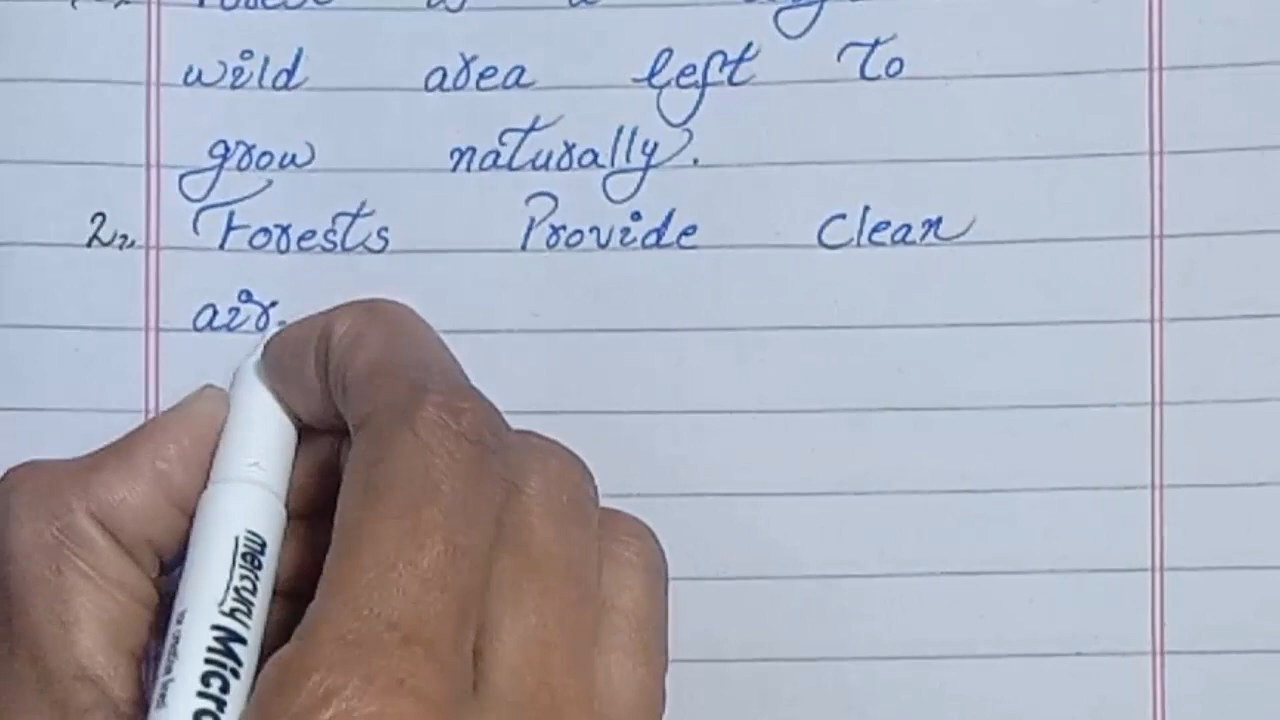 wild area left To
grow naturally.
2. Forests Provide Clean
air.
mercury Micro